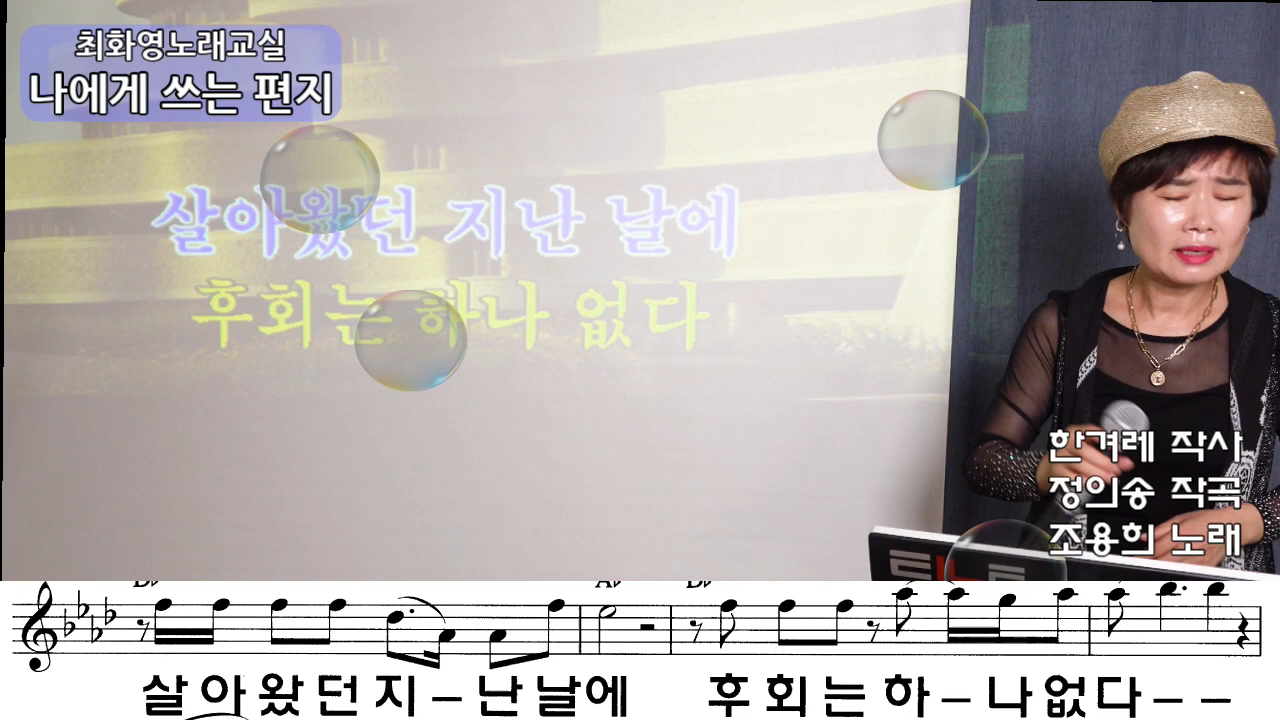 최화영노래교실
나에게 쓰는 편지
살아왔던 지난 날에
후회는 하나 없다
한겨레 작사
정의송 작곡
조용희 노래
D♭ A♭ D♭
살아왔던지–난날에 후회는하–나없다––